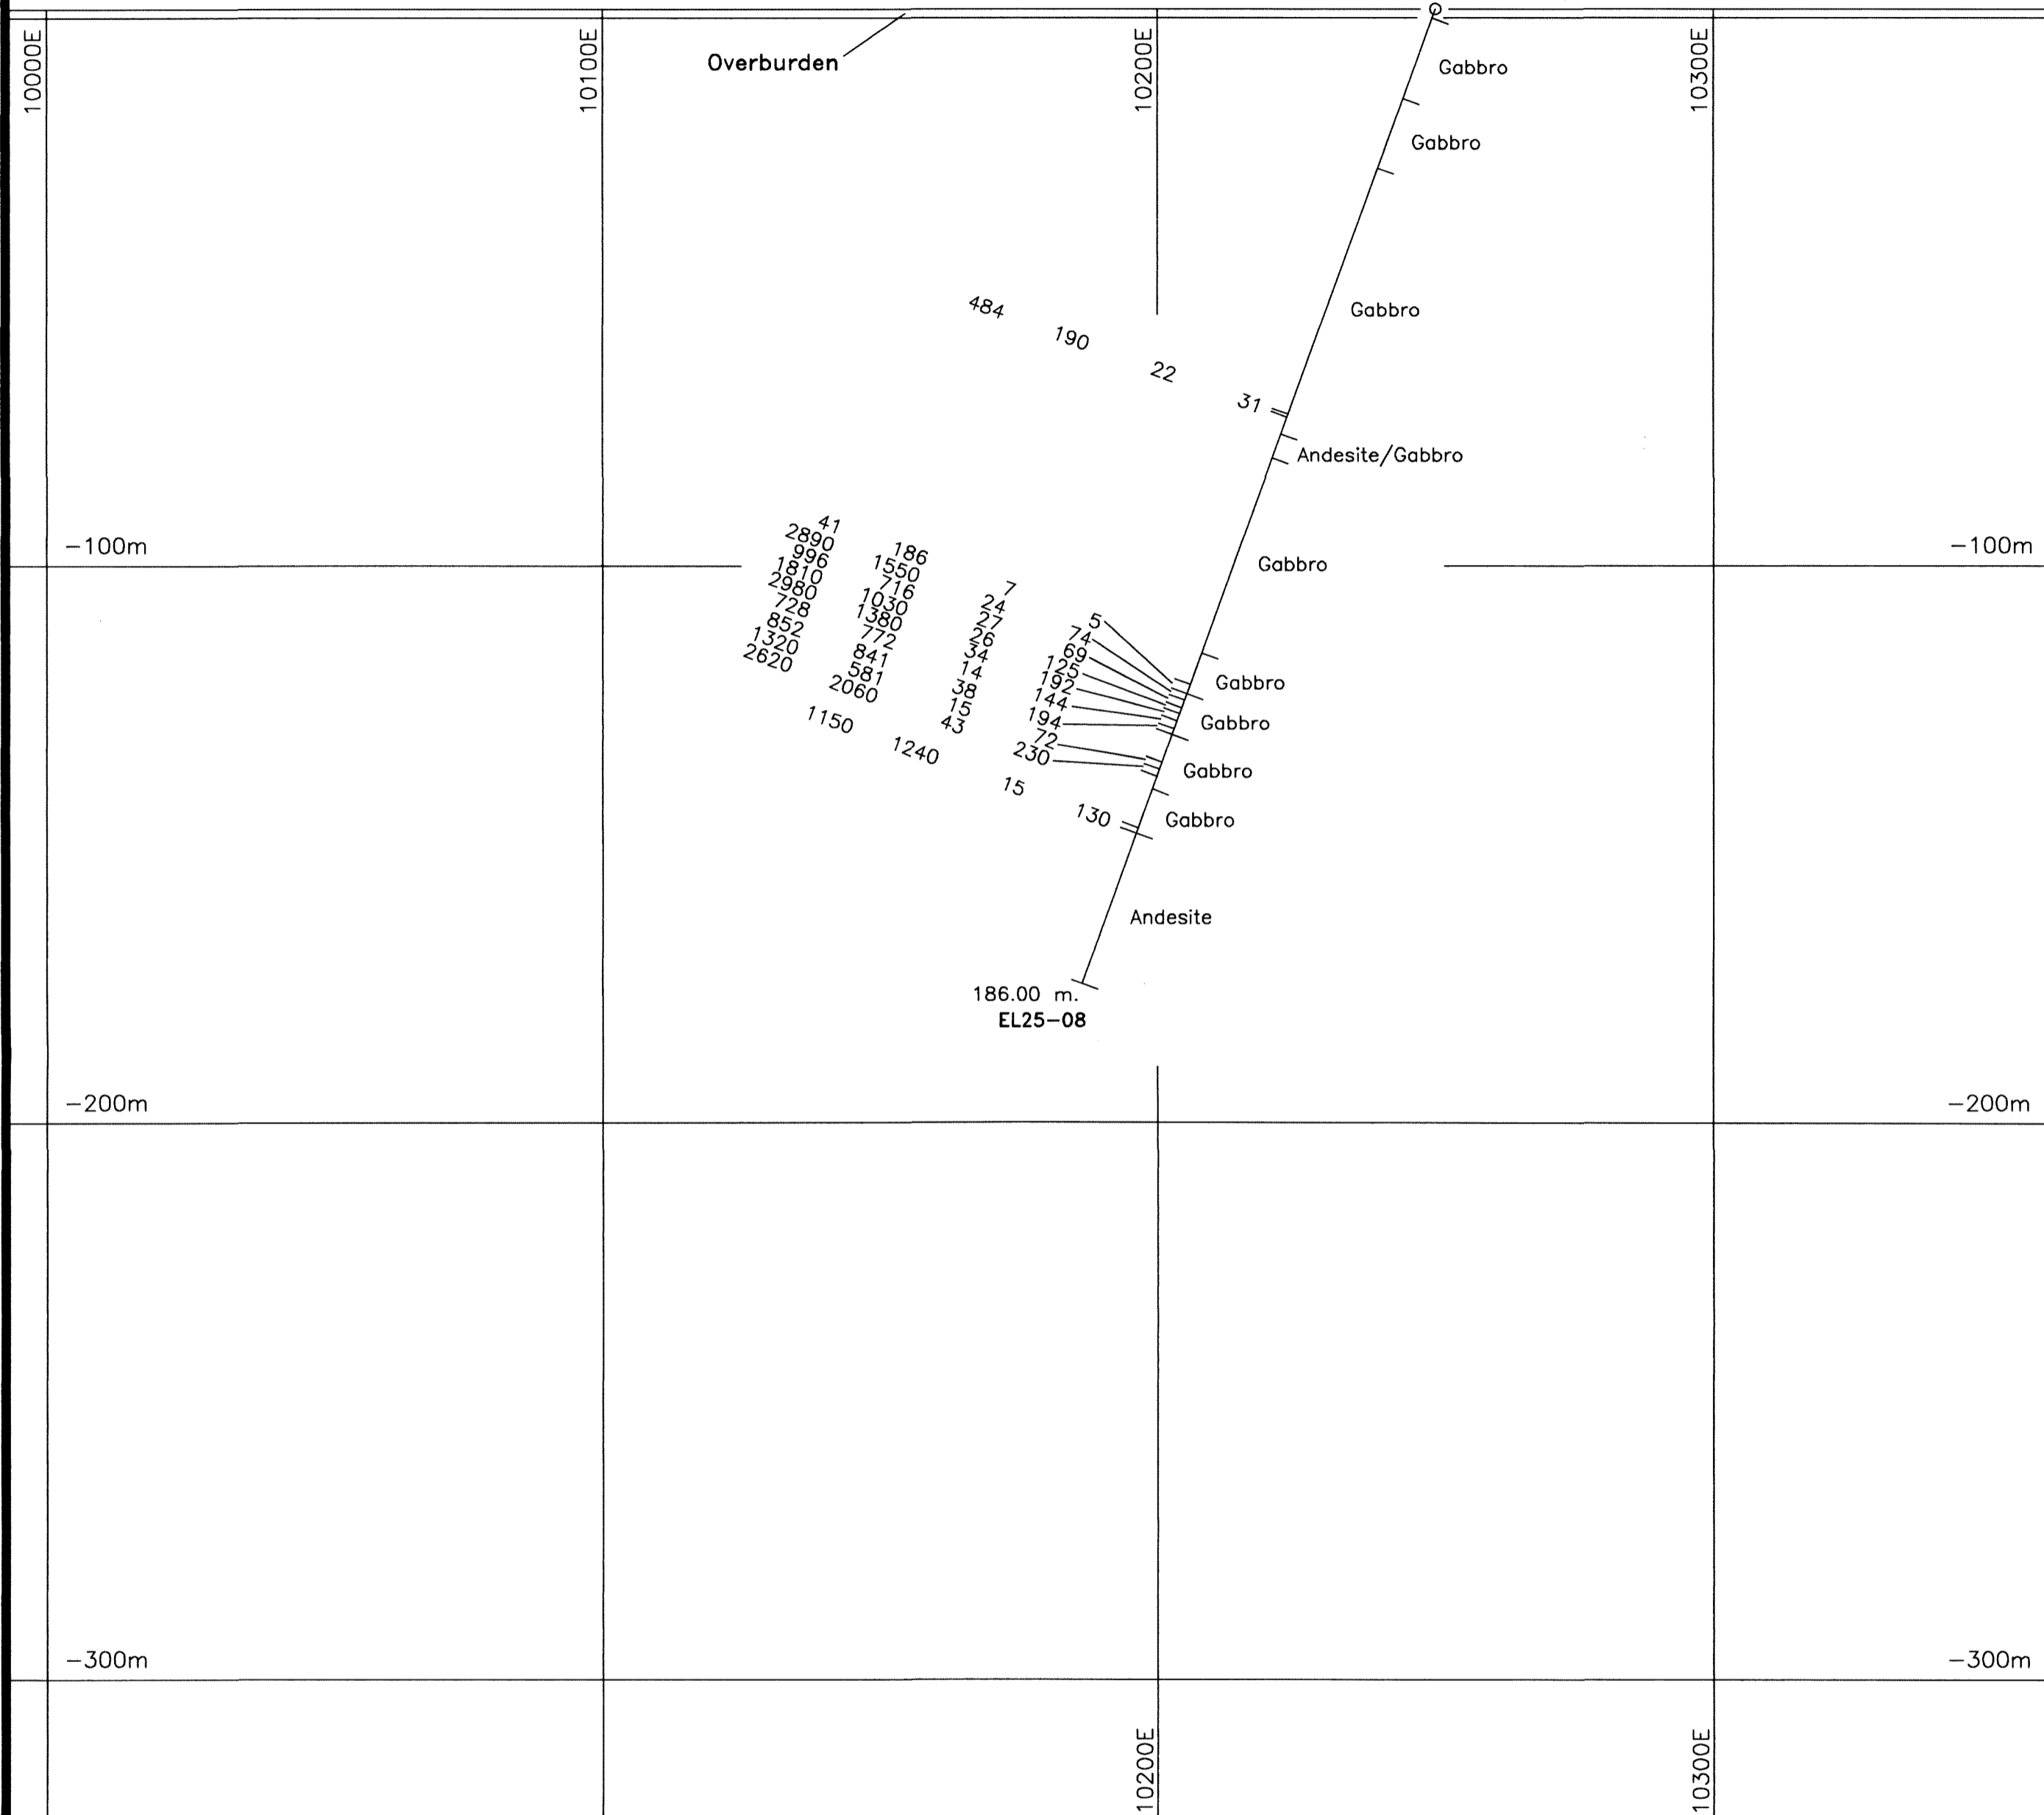 10000E
10100E
10200E
10300E
Overburden
Gabbro
Gabbro
Gabbro
484 190 22 31
Andesite/Gabbro
-100m
-100m
Gabbro
41 186 7 5
2890 1550 24 74
996 716 27 69
1810 1030 26 125
2980 1380 34 192
728 772 14 144
852 841 38 194
1320 581 15 72
2620 2060 43 230
1150 1240 15 130
Gabbro
Gabbro
Gabbro
Gabbro
Andesite
186.00 m.
EL25-08
-200m
-200m
-300m
-300m
10200E
10300E